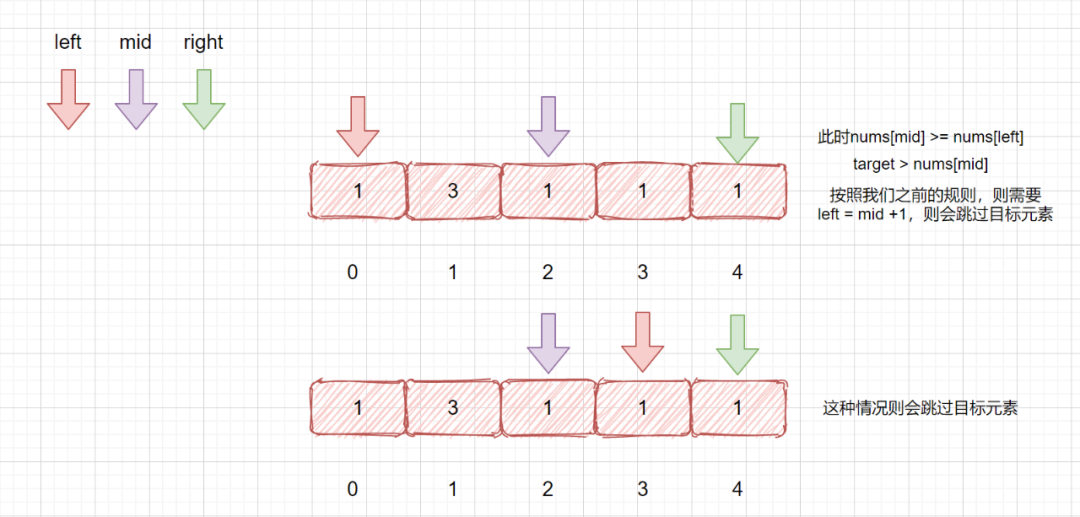 left mid right
此时nums[mid] >= nums[left]
target > nums[mid]
按照我们之前的规则，则需要
left = mid +1，则会跳过目标元素
1 3 1 1 1
0 1 2 3 4
1 3 1 1 1
这种情况则会跳过目标元素
0 1 2 3 4